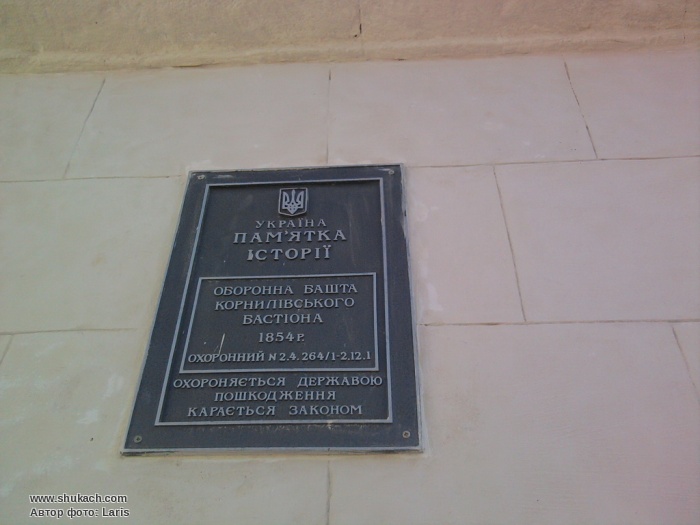 УКРАЇНА
ПАМ'ЯТКА
ІСТОРІЇ
ОБОРОННА БАШТА
КОРНИЛІВСЬКОГО
БАСТІОНА
1854 Р.
ОХОРОННИЙ N 2.4. 264/1-2.12.1
ОХОРОНЯЄТЬСЯ ДЕРЖАВОЮ
ПОШКОДЖЕННЯ
КАРАЄТЬСЯ ЗАКОНОМ
www.shukach.com
Автор фото: Laris